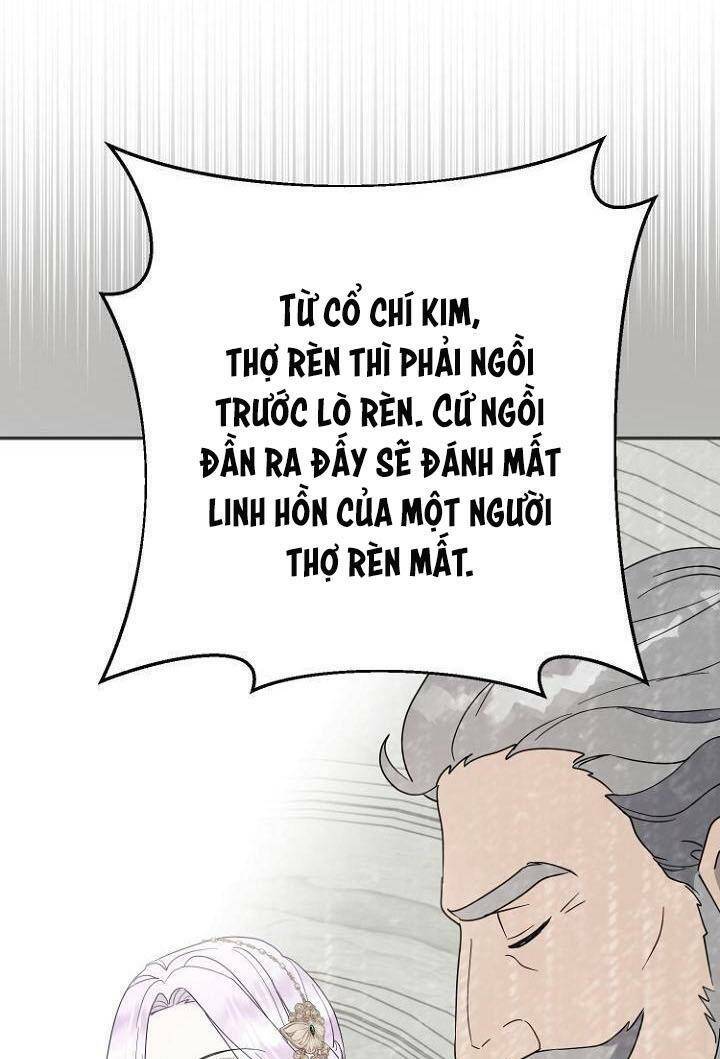 TỪ CỔ CHÍ KIM,
THỢ RÈN THÌ PHẢI NGỒI
TRƯỚC LÒ RÈN. CỨ NGỒI
ĐẦN RA ĐẤY SẼ ĐÁNH MẤT
LINH HỒN CỦA MỘT NGƯỜI
THỢ RÈN MẤT.